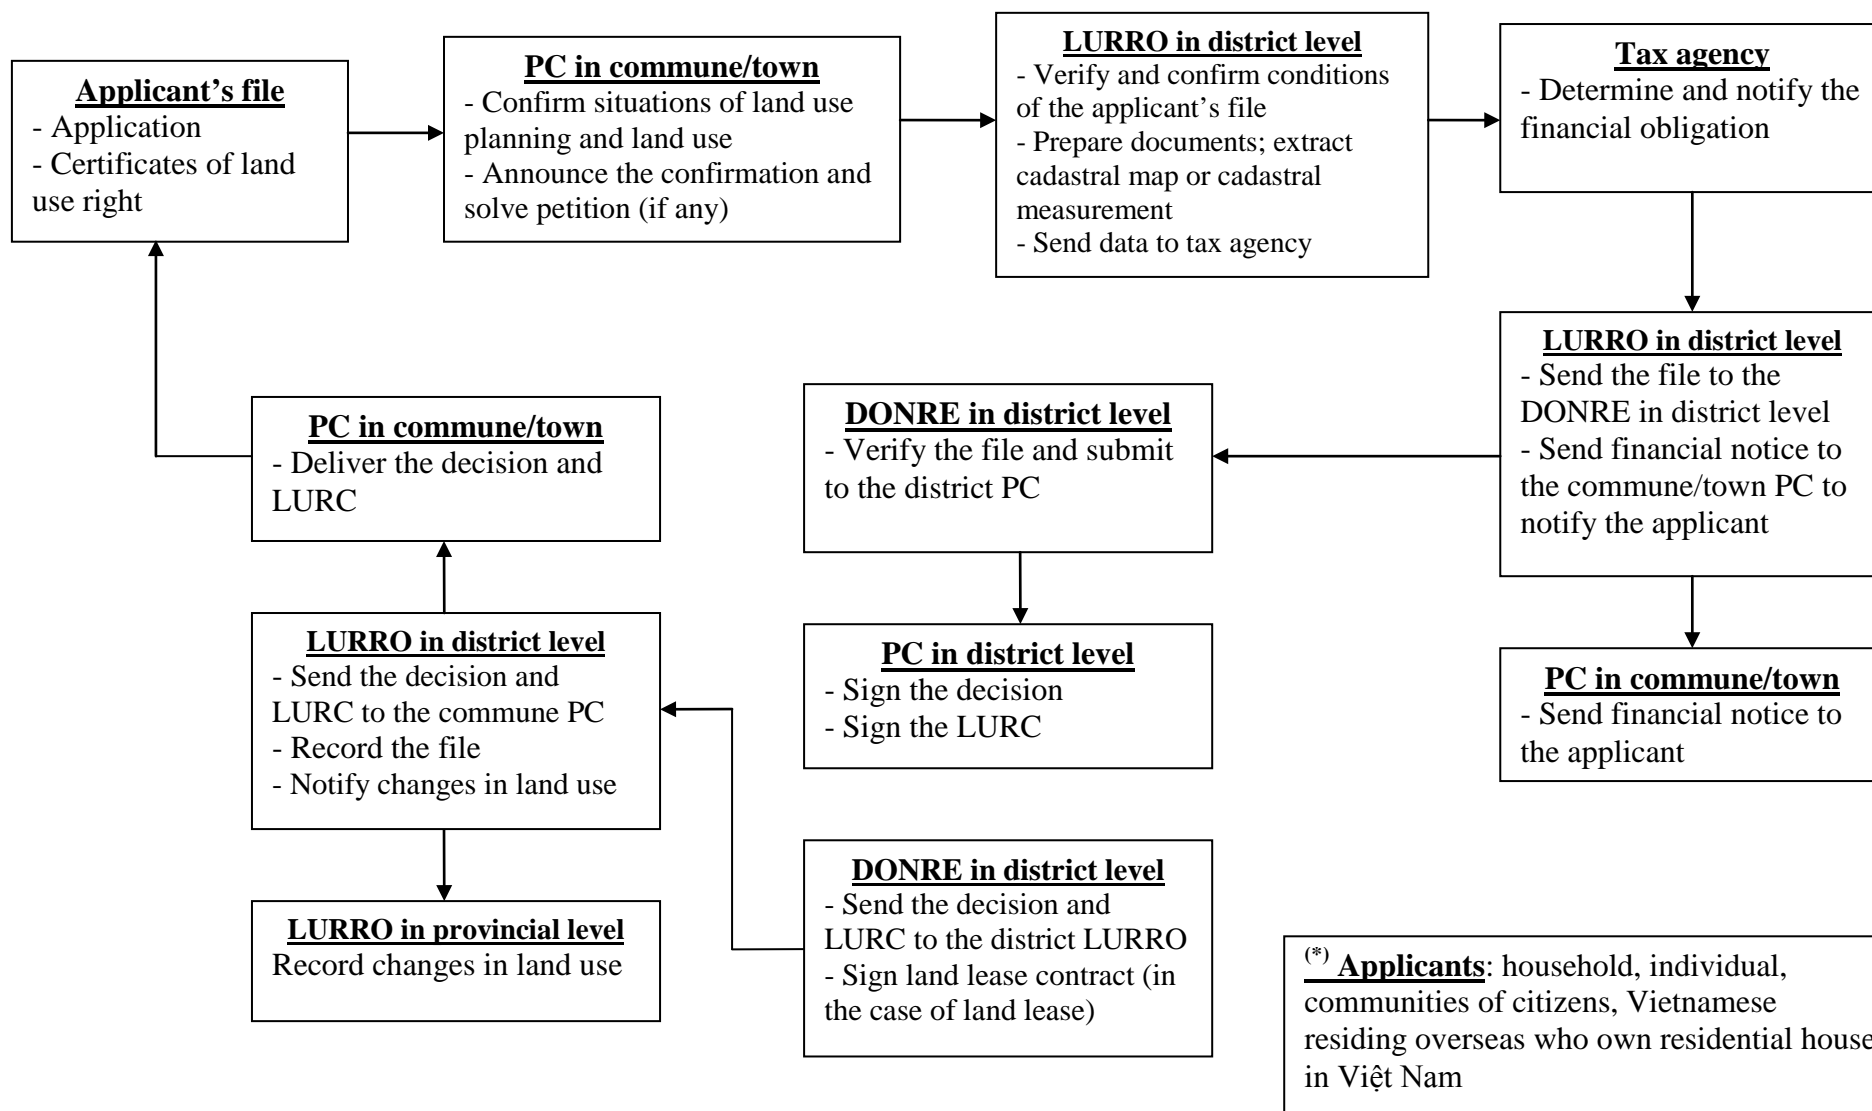 Applicant's file
- Application
- Certificates of land
use right
PC in commune/town
- Confirm situations of land use
planning and land use
- Announce the confirmation and
solve petition (if any)
LURRO in district level
- Verify and confirm conditions
of the applicant's file
- Prepare documents; extract
cadastral map or cadastral
measurement
- Send data to tax agency
Tax agency
- Determine and notify the
financial obligation
LURRO in district level
- Send the file to the
DONRE in district level
- Send financial notice to
the commune/town PC to
notify the applicant
DONRE in district level
- Verify the file and submit
to the district PC
PC in commune/town
- Deliver the decision and
LURC
LURRO in district level
- Send the decision and
LURC to the commune PC
- Record the file
- Notify changes in land use
PC in district level
- Sign the decision
- Sign the LURC
PC in commune/town
- Send financial notice to
the applicant
DONRE in district level
- Send the decision and
LURC to the district LURRO
- Sign land lease contract (in
the case of land lease)
LURRO in provincial level
Record changes in land use
(*) Applicants: household, individual,
communities of citizens, Vietnamese
residing overseas who own residential house
in Việt Nam